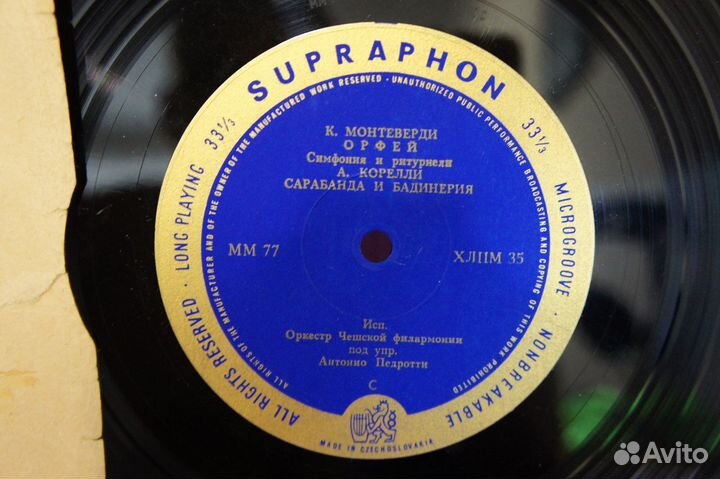 SUPRAPHON
ALL RIGHTS RESERVED · LONG PLAYING 33⅓
33⅓ MICROGROOVE · NONBREAKABLE
ALL RIGHTS OF THE MANUFACTURER AND OF THE OWNER OF THE MANUFACTURED WORK RESERVED · UNAUTHORIZED PUBLIC PERFORMANCE BROADCASTING AND COPYING OF THIS WORK PROHIBITED
К. МОНТЕВЕРДИ
ОРФЕЙ
Симфония и ритурнели
А. КОРЕЛЛИ
САРАБАНДА И БАДИНЕРИЯ
ММ 77
ХЛПМ 35
Исп.
Оркестр Чешской филармонии
под упр.
Антонио Педротти
С
MADE IN CZECHOSLOVAKIA
Avito